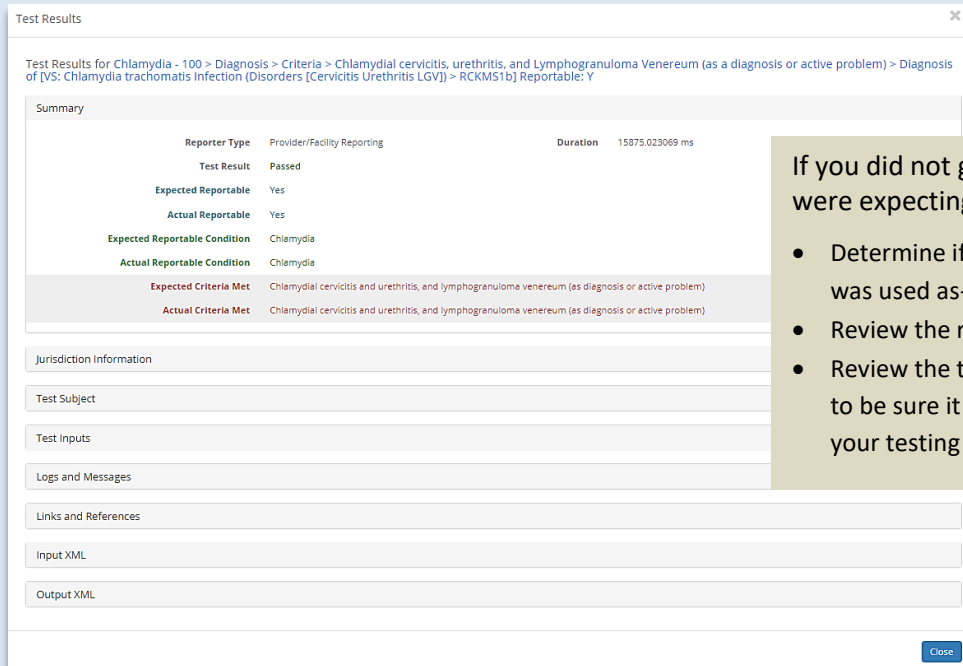 Test Results
×
Test Results for Chlamydia - 100 > Diagnosis > Criteria > Chlamydial cervicitis, urethritis, and Lymphogranuloma Venereum (as a diagnosis or active problem) > Diagnosis
of [VS: Chlamydia trachomatis Infection (Disorders [Cervicitis Urethritis LGV]) > RCKMS1b] Reportable: Y
Summary
Reporter Type Provider/Facility Reporting Duration 15875.023069 ms
Test Result Passed
Expected Reportable Yes
Actual Reportable Yes
Expected Reportable Condition Chlamydia
Actual Reportable Condition Chlamydia
Expected Criteria Met Chlamydial cervicitis and urethritis, and lymphogranuloma venereum (as diagnosis or active problem)
Actual Criteria Met Chlamydial cervicitis and urethritis, and lymphogranuloma venereum (as diagnosis or active problem)
Jurisdiction Information
Test Subject
Test Inputs
Logs and Messages
Links and References
Input XML
Output XML
Close
If you did not
were expecting
• Determine if
was used as-
• Review the
• Review the
to be sure it
your testing